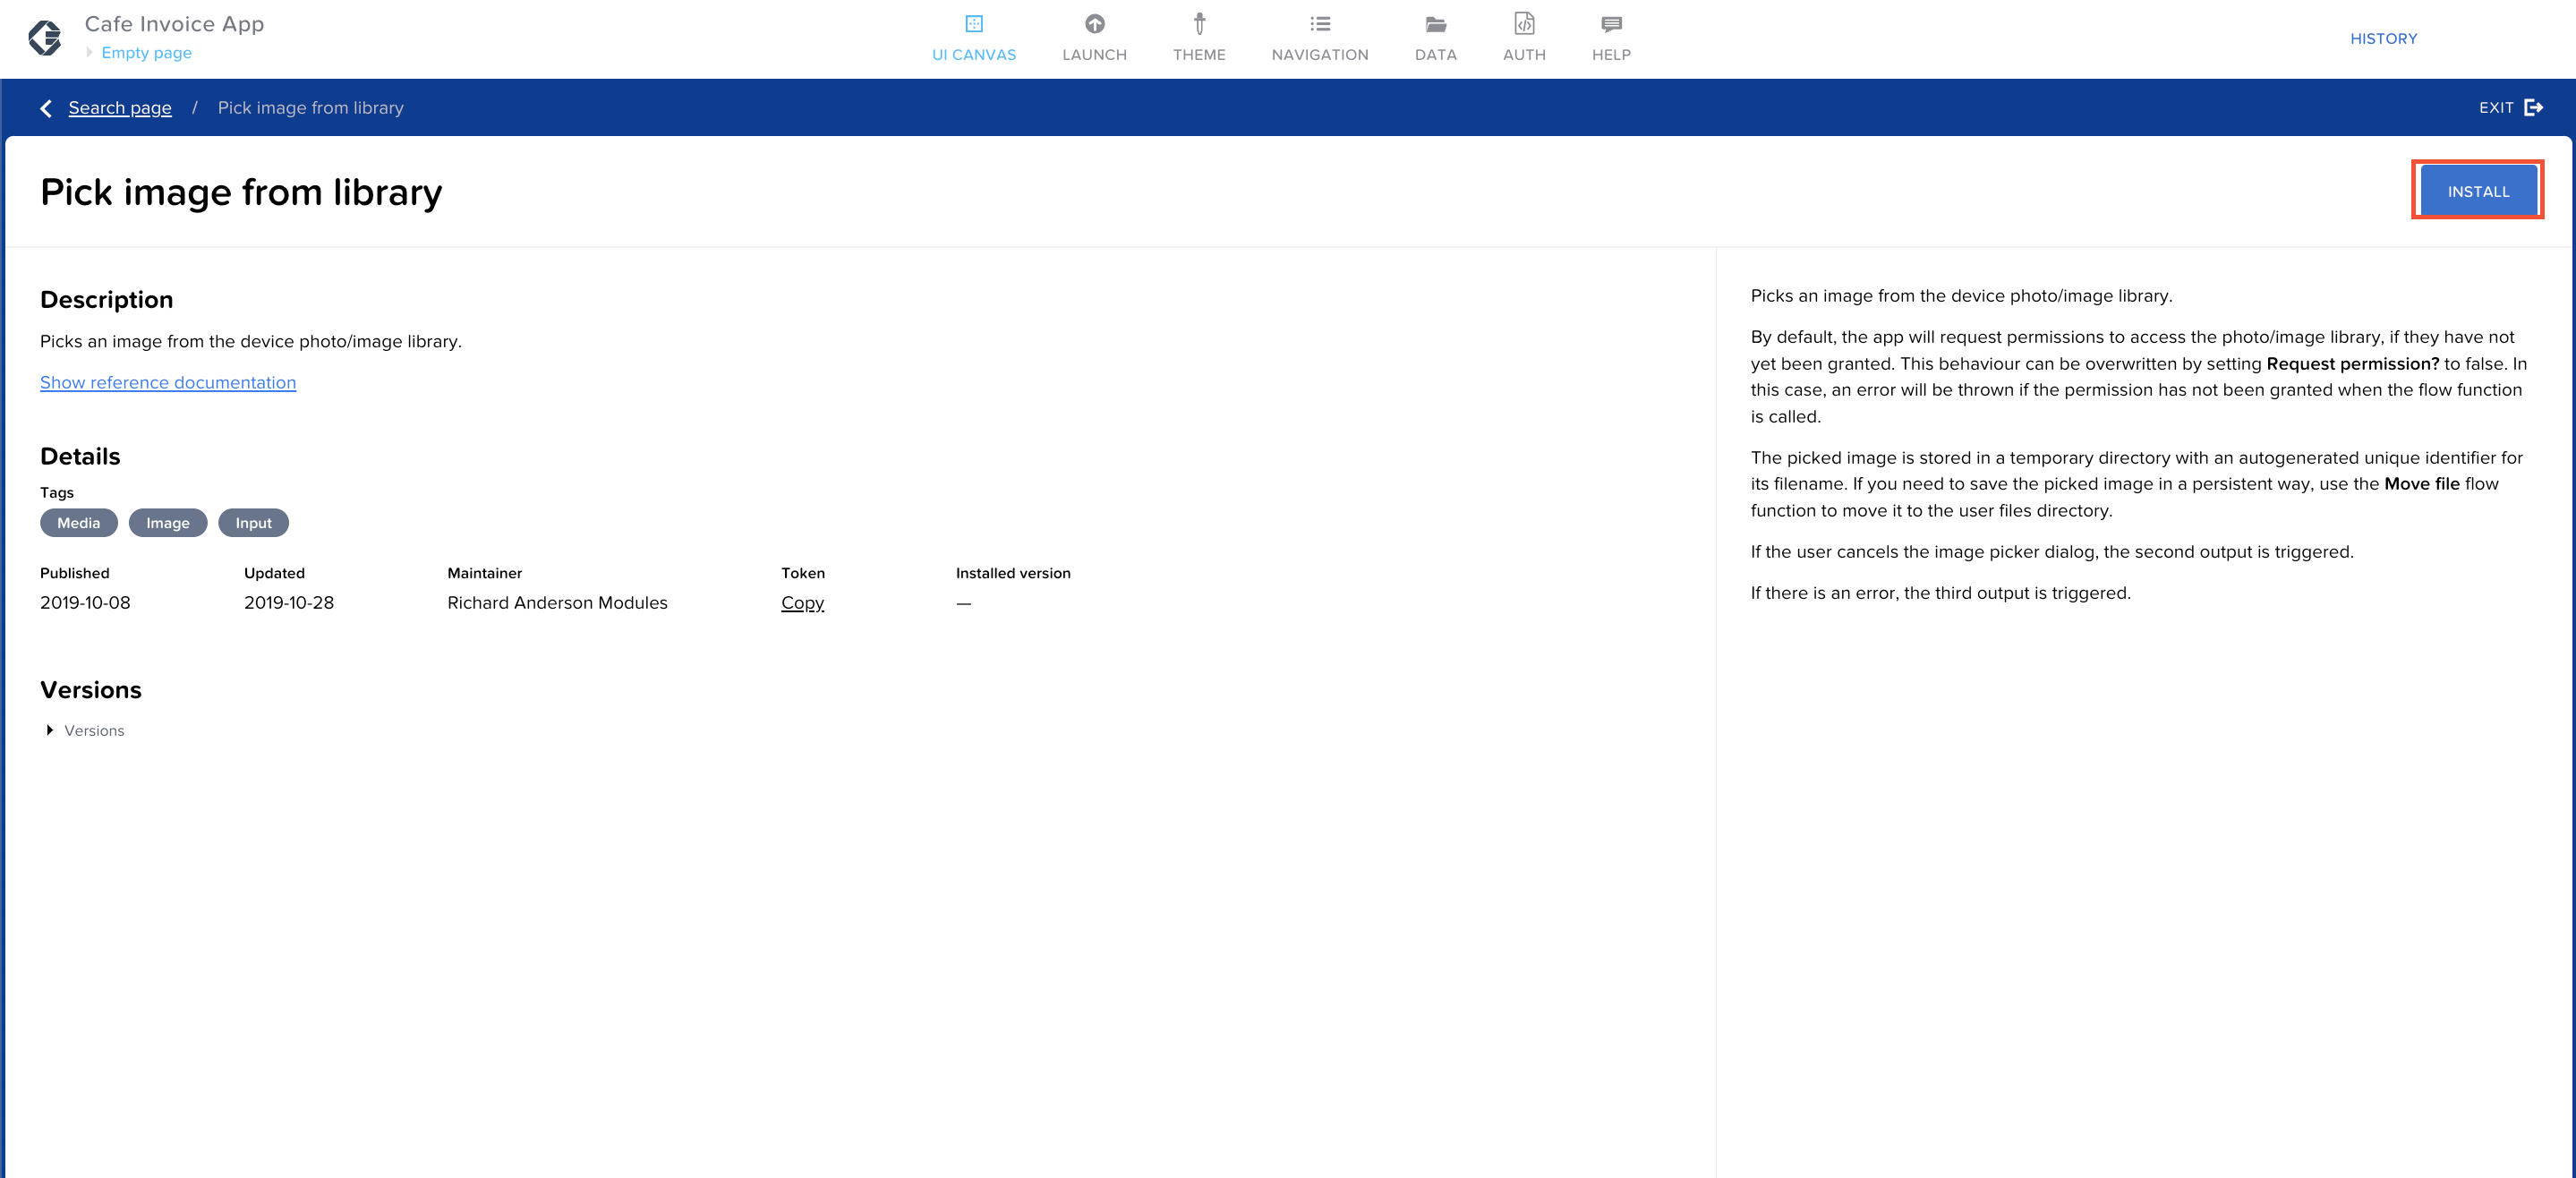 Cafe Invoice App
Empty page
UI CANVAS
LAUNCH
THEME
NAVIGATION
DATA
AUTH
HELP
HISTORY
Search page / Pick image from library
EXIT
Pick image from library
INSTALL
Description
Picks an image from the device photo/image library.
Show reference documentation
Details
Tags
Media Image Input
Published Updated Maintainer Token Installed version
2019-10-08 2019-10-28 Richard Anderson Modules Copy —
Versions
Versions
Picks an image from the device photo/image library.
By default, the app will request permissions to access the photo/image library, if they have not
yet been granted. This behaviour can be overwritten by setting Request permission? to false. In
this case, an error will be thrown if the permission has not been granted when the flow function
is called.
The picked image is stored in a temporary directory with an autogenerated unique identifier for
its filename. If you need to save the picked image in a persistent way, use the Move file flow
function to move it to the user files directory.
If the user cancels the image picker dialog, the second output is triggered.
If there is an error, the third output is triggered.